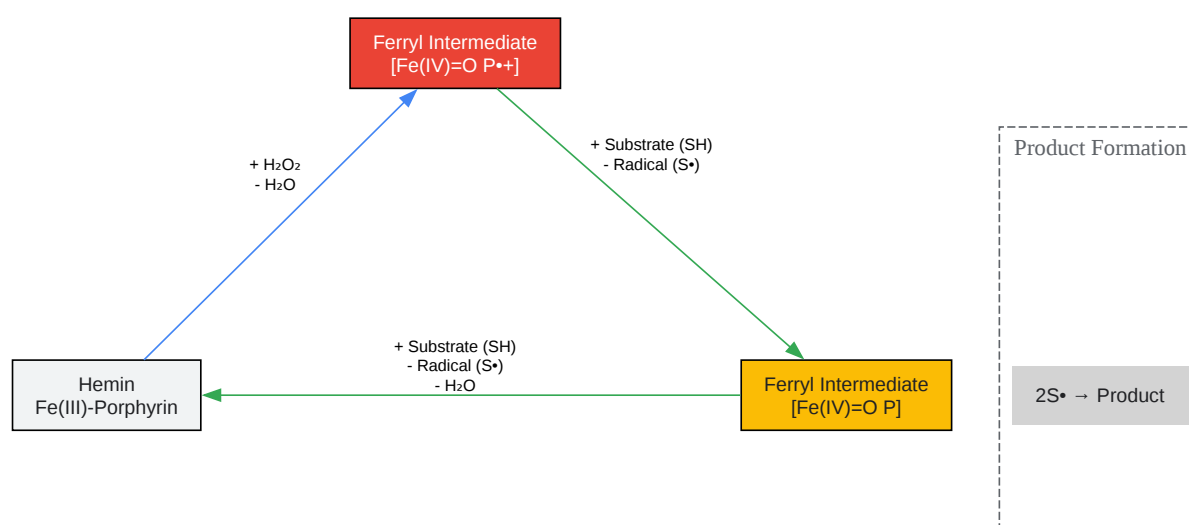 Ferryl Intermediate
[Fe(IV)=O P•+]
+ H₂O₂
- H₂O
+ Substrate (SH)
- Radical (S•)
Product Formation
Hemin
Fe(III)-Porphyrin
+ Substrate (SH)
- Radical (S•)
- H₂O
Ferryl Intermediate
[Fe(IV)=O P]
2S• → Product